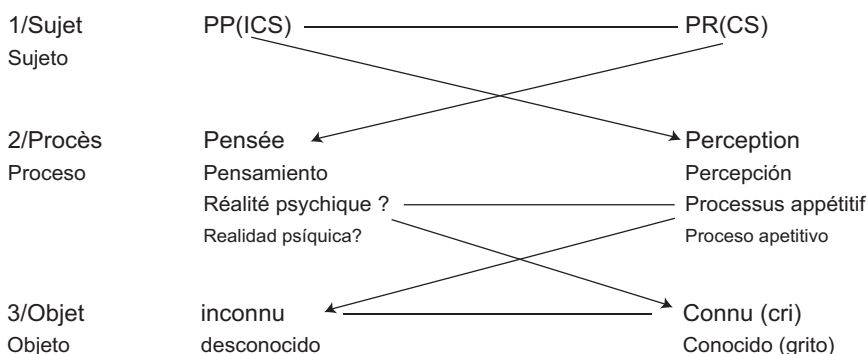 1/Sujet PP(ICS) PR(CS)
Sujeto
2/Procès Pensée Perception
Proceso Pensamiento Percepción
Réalité psychique ? Processus appétitif
Realidad psíquica? Proceso apetitivo
3/Objet inconnu Connu (cri)
Objeto desconocido Conocido (grito)